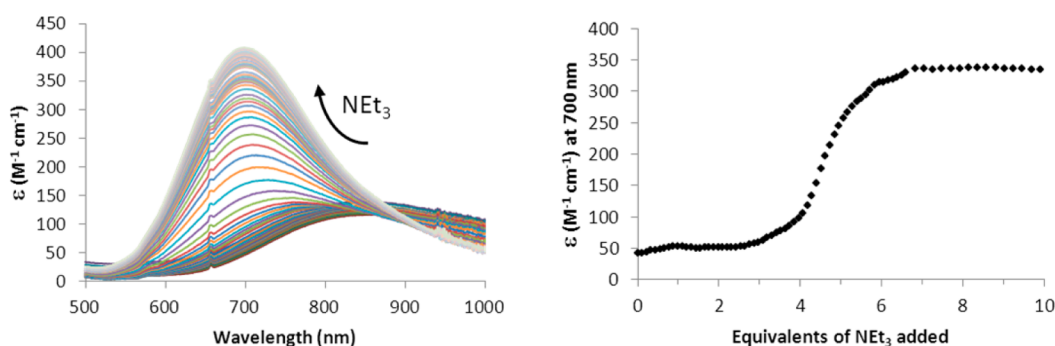 450
400
350
300
250
200
150
100
50
0
500 600 700 800 900 1000
Wavelength (nm)
ε (M⁻¹ cm⁻¹)
NEt₃
400
350
300
250
200
150
100
50
0
0 2 4 6 8 10
Equivalents of NEt₃ added
ε (M⁻¹ cm⁻¹) at 700 nm